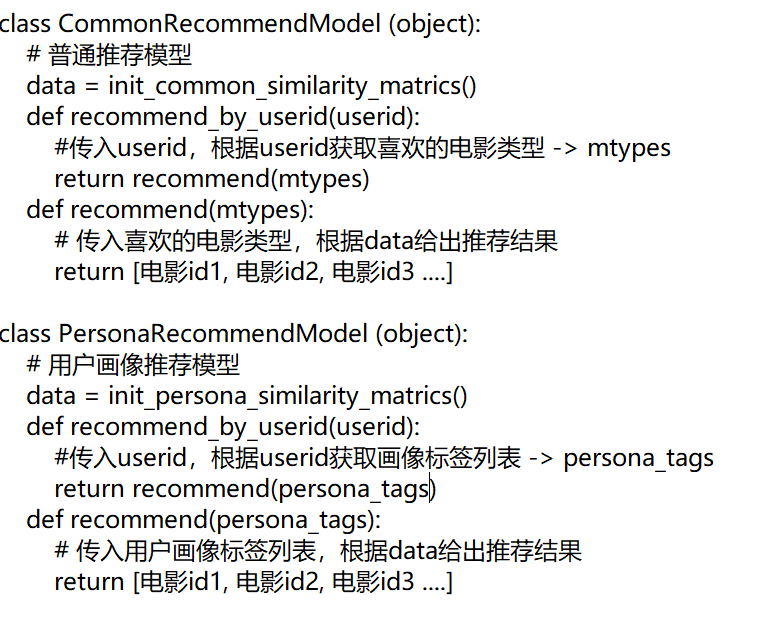 class CommonRecommendModel (object):
# 普通推荐模型
data = init_common_similarity_matrics()
def recommend_by_userid(userid):
#传入userid，根据userid获取喜欢的电影类型 -> mtypes
return recommend(mtypes)
def recommend(mtypes):
# 传入喜欢的电影类型，根据data给出推荐结果
return [电影id1, 电影id2, 电影id3 ....]
class PersonaRecommendModel (object):
# 用户画像推荐模型
data = init_persona_similarity_matrics()
def recommend_by_userid(userid):
#传入userid，根据userid获取画像标签列表 -> persona_tags
return recommend(persona_tags)
def recommend(persona_tags):
# 传入用户画像标签列表，根据data给出推荐结果
return [电影id1, 电影id2, 电影id3 ....]